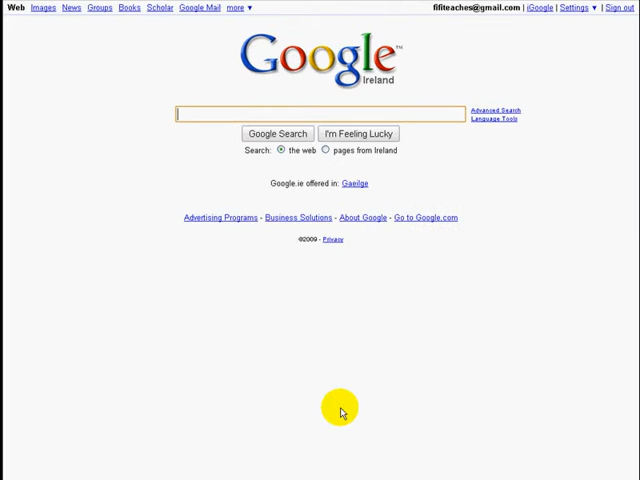 Web Images News Groups Books Scholar Google Mail more ▼ fifiteaches@gmail.com | iGoogle | Settings ▼ | Sign out
Google™
Ireland
Advanced Search
Language Tools
Google Search I'm Feeling Lucky
Search: the web pages from Ireland
Google.ie offered in: Gaeilge
Advertising Programs - Business Solutions - About Google - Go to Google.com
©2009 - Privacy